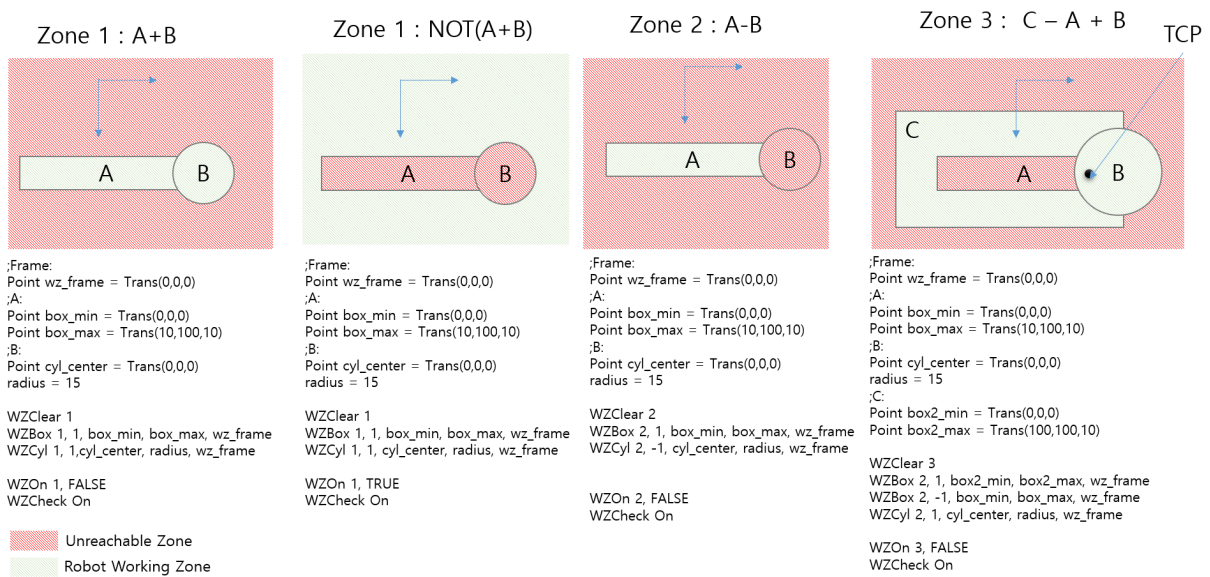 Zone 1 : A+B
A
B
;Frame:
Point wz_frame = Trans(0,0,0)
;A:
Point box_min = Trans(0,0,0)
Point box_max = Trans(10,100,10)
;B:
Point cyl_center = Trans(0,0,0)
radius = 15
WZClear 1
WZBox 1, 1, box_min, box_max, wz_frame
WZCyl 1, 1,cyl_center, radius, wz_frame
WZOn 1, FALSE
WZCheck On
Unreachable Zone
Robot Working Zone
Zone 1 : NOT(A+B)
A
B
;Frame:
Point wz_frame = Trans(0,0,0)
;A:
Point box_min = Trans(0,0,0)
Point box_max = Trans(10,100,10)
;B:
Point cyl_center = Trans(0,0,0)
radius = 15
WZClear 1
WZBox 1, 1, box_min, box_max, wz_frame
WZCyl 1, 1, cyl_center, radius, wz_frame
WZOn 1, TRUE
WZCheck On
Zone 2 : A-B
A
B
;Frame:
Point wz_frame = Trans(0,0,0)
;A:
Point box_min = Trans(0,0,0)
Point box_max = Trans(10,100,10)
;B:
Point cyl_center = Trans(0,0,0)
radius = 15
WZClear 2
WZBox 2, 1, box_min, box_max, wz_frame
WZCyl 2, -1, cyl_center, radius, wz_frame
WZOn 2, FALSE
WZCheck On
Zone 3 : C – A + B
TCP
C
A
B
;Frame:
Point wz_frame = Trans(0,0,0)
;A:
Point box_min = Trans(0,0,0)
Point box_max = Trans(10,100,10)
;B:
Point cyl_center = Trans(0,0,0)
radius = 15
;C:
Point box2_min = Trans(0,0,0)
Point box2_max = Trans(100,100,10)
WZClear 3
WZBox 2, 1, box2_min, box2_max, wz_frame
WZBox 2, -1, box_min, box_max, wz_frame
WZCyl 2, 1, cyl_center, radius, wz_frame
WZOn 3, FALSE
WZCheck On